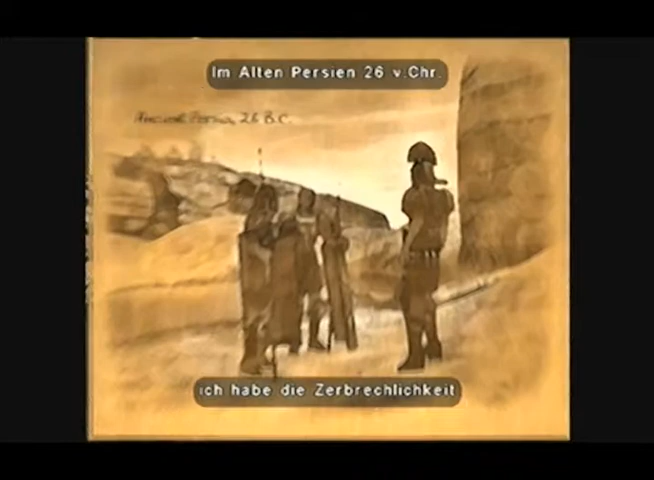 Im Alten Persien 26 v.Chr.
Ancient Persia, 26 B.C.
ich habe die Zerbrechlichkeit